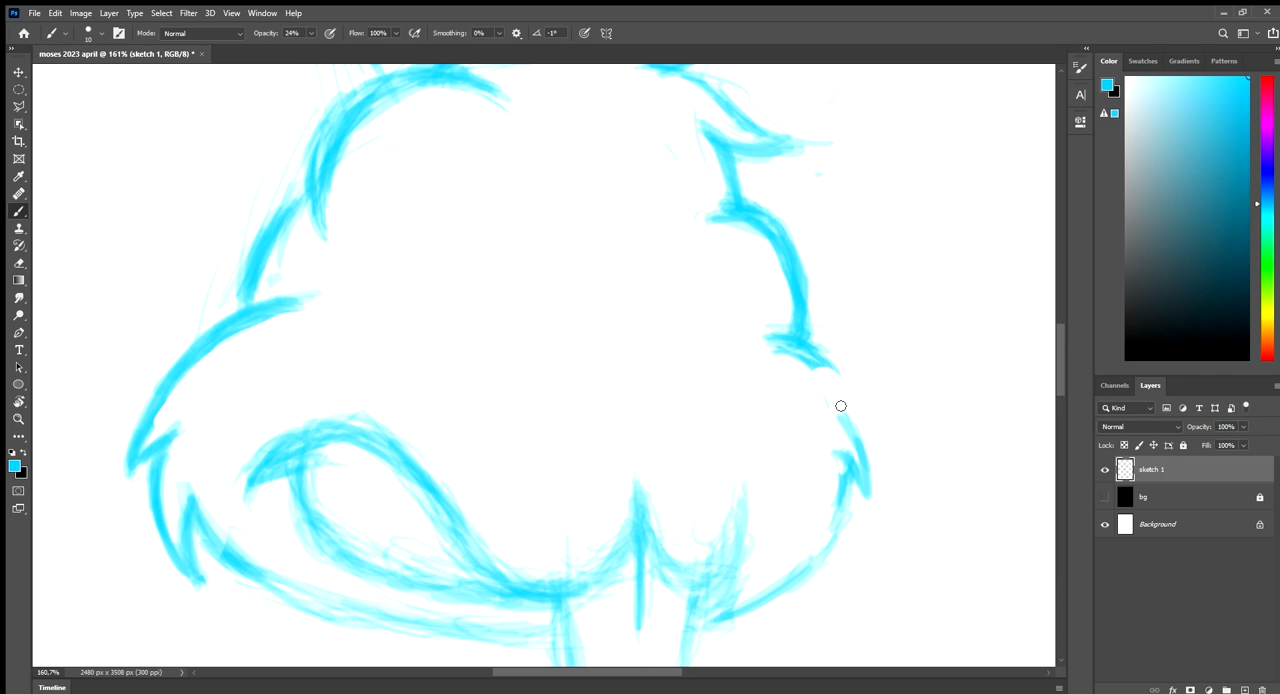 Ps File Edit Image Layer Type Select Filter 3D View Window Help
10 Mode: Normal Opacity: 24% Flow: 100% Smoothing: 0% -1°
moses 2023 april @ 161% (sketch 1, RGB/8) * ×
Color Swatches Gradients Patterns
Channels Layers
Kind
Normal Opacity: 100%
Lock: Fill: 100%
sketch 1
bg
Background
160.7% 2480 px x 3508 px (300 ppi)
Timeline
fx